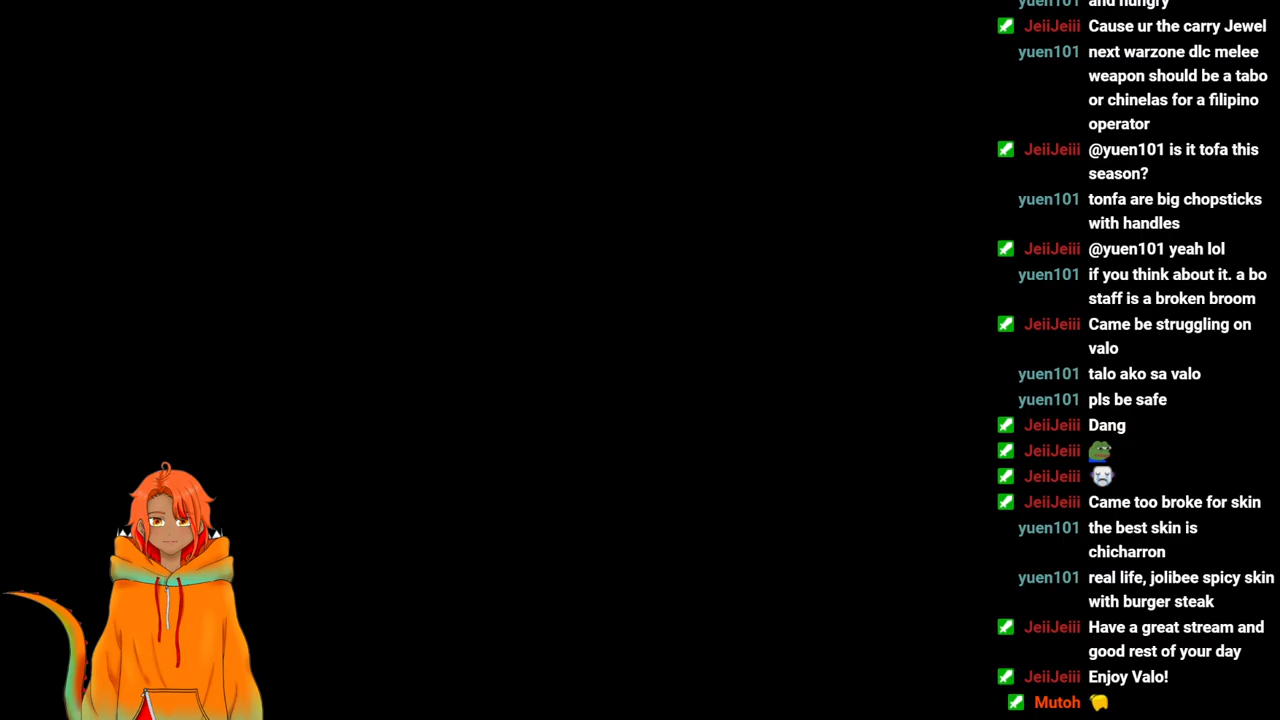 yuen101 and hungry
JeiiJeiii Cause ur the carry Jewel
yuen101 next warzone dlc melee
weapon should be a tabo
or chinelas for a filipino
operator
JeiiJeiii @yuen101 is it tofa this
season?
yuen101 tonfa are big chopsticks
with handles
JeiiJeiii @yuen101 yeah lol
yuen101 if you think about it. a bo
staff is a broken broom
JeiiJeiii Came be struggling on
valo
yuen101 talo ako sa valo
yuen101 pls be safe
JeiiJeiii Dang
JeiiJeiii
JeiiJeiii
JeiiJeiii Came too broke for skin
yuen101 the best skin is
chicharron
yuen101 real life, jolibee spicy skin
with burger steak
JeiiJeiii Have a great stream and
good rest of your day
JeiiJeiii Enjoy Valo!
Mutoh